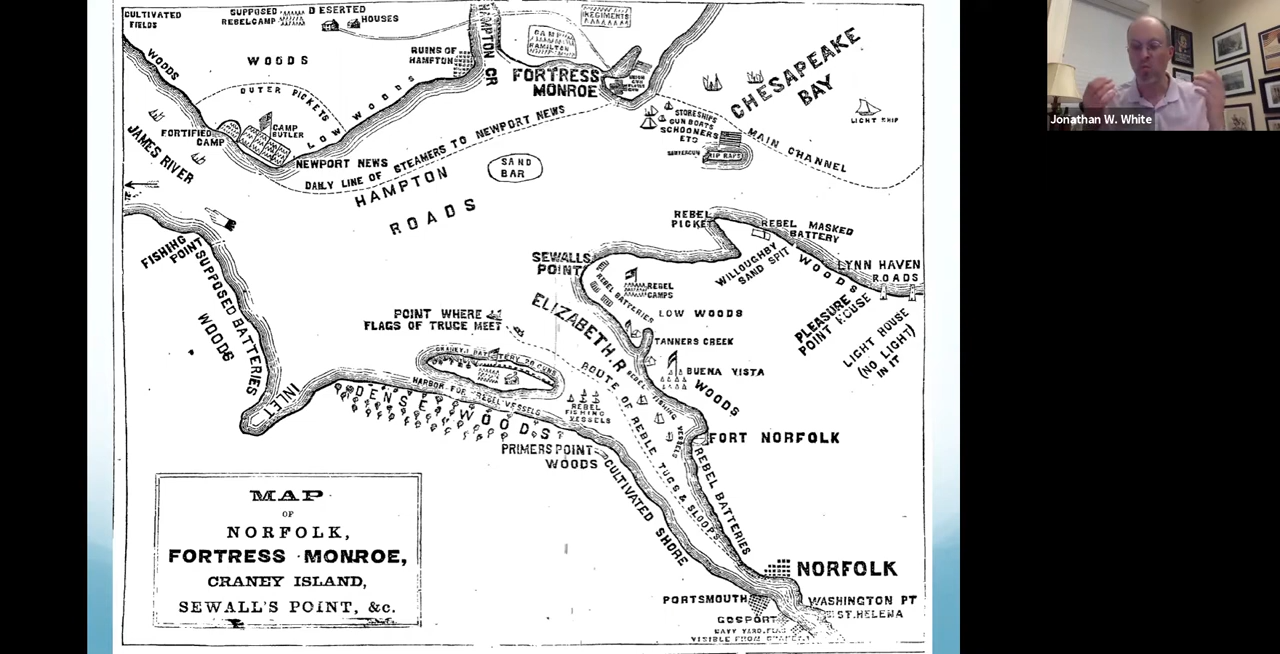 CULTIVATED
FIELDS
SUPPOSED
REBEL CAMP
DESERTED
HOUSES
WOODS
WOODS
RUINS OF
HAMPTON
HAMPTON CR
CAMP
HAMILTON
REGIMENTS
FORTRESS
MONROE
CHESAPEAKE
BAY
LIGHT SHIP
STORESHIPS
GUN BOATS
SCHOONERS
ETC
MAIN CHANNEL
RIP RAPS
OUTER PICKETS
LOW WOODS
FORTIFIED
CAMP
CAMP
BUTLER
JAMES RIVER
NEWPORT NEWS
DAILY LINE OF STEAMERS TO NEWPORT NEWS
HAMPTON
ROADS
SAND
BAR
FISHING
POINT
SUPPOSED BATTERIES
WOODS
INLET
REBEL
PICKET
REBEL MASKED
BATTERY
WILLOUGHBY
SAND SPIT
WOODS
LYNN HAVEN
ROADS
PLEASURE
POINT HOUSE
LIGHT HOUSE
(NO LIGHT)
IN IT
SEWALLS
POINT
REBEL BATTERIES
REBEL
CAMPS
LOW WOODS
TANNERS CREEK
BUENA VISTA
WOODS
ELIZABETH.R
POINT WHERE
FLAGS OF TRUCE MEET
CRANEY I BATTERY 20 GUNS
HARBOR FOR REBEL VESSELS
DENSE WOODS
REBEL
FISHING
VESSELS
REBEL FISHING VESSELS
ROUTE OF REBLE TUGS & SLOOPS
PRIMERS POINT
WOODS
CULTIVATED SHORE
FORT NORFOLK
REBEL BATTERIES
NORFOLK
PORTSMOUTH
WASHINGTON PT
ST. HELENA
GOSPORT
MAP
OF
NORFOLK,
FORTRESS MONROE,
CRANEY ISLAND,
SEWALL'S POINT, &c.
Jonathan W. White